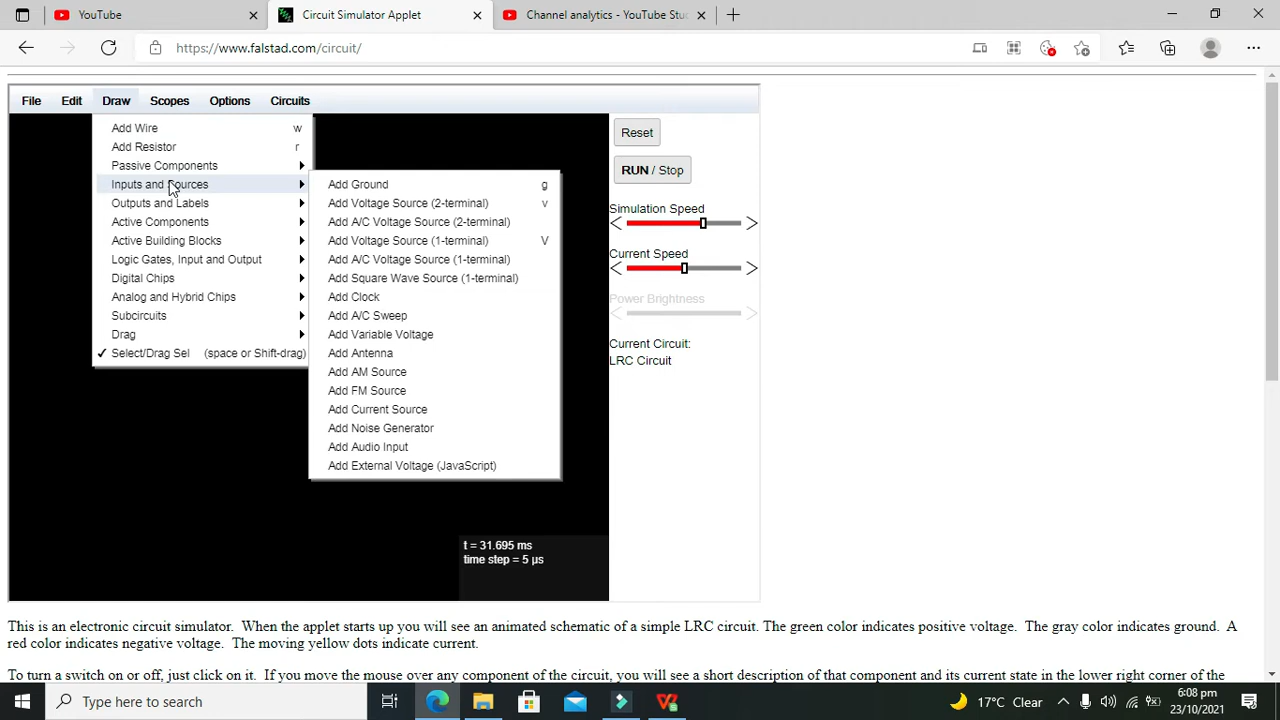 YouTube
Circuit Simulator Applet
Channel analytics - YouTube Stu
https://www.falstad.com/circuit/
File Edit Draw Scopes Options Circuits
Add Wire w
Add Resistor r
Passive Components
Inputs and Sources
Outputs and Labels
Active Components
Active Building Blocks
Logic Gates, Input and Output
Digital Chips
Analog and Hybrid Chips
Subcircuits
Drag
✓ Select/Drag Sel (space or Shift-drag)
Add Ground g
Add Voltage Source (2-terminal) v
Add A/C Voltage Source (2-terminal)
Add Voltage Source (1-terminal) V
Add A/C Voltage Source (1-terminal)
Add Square Wave Source (1-terminal)
Add Clock
Add A/C Sweep
Add Variable Voltage
Add Antenna
Add AM Source
Add FM Source
Add Current Source
Add Noise Generator
Add Audio Input
Add External Voltage (JavaScript)
Reset
RUN / Stop
Simulation Speed
Current Speed
Power Brightness
Current Circuit:
LRC Circuit
t = 31.695 ms
time step = 5 μs
This is an electronic circuit simulator. When the applet starts up you will see an animated schematic of a simple LRC circuit. The green color indicates positive voltage. The gray color indicates ground. A
red color indicates negative voltage. The moving yellow dots indicate current.
To turn a switch on or off, just click on it. If you move the mouse over any component of the circuit, you will see a short description of that component and its current state in the lower right corner of the
Type here to search
17°C Clear
6:08 pm
23/10/2021